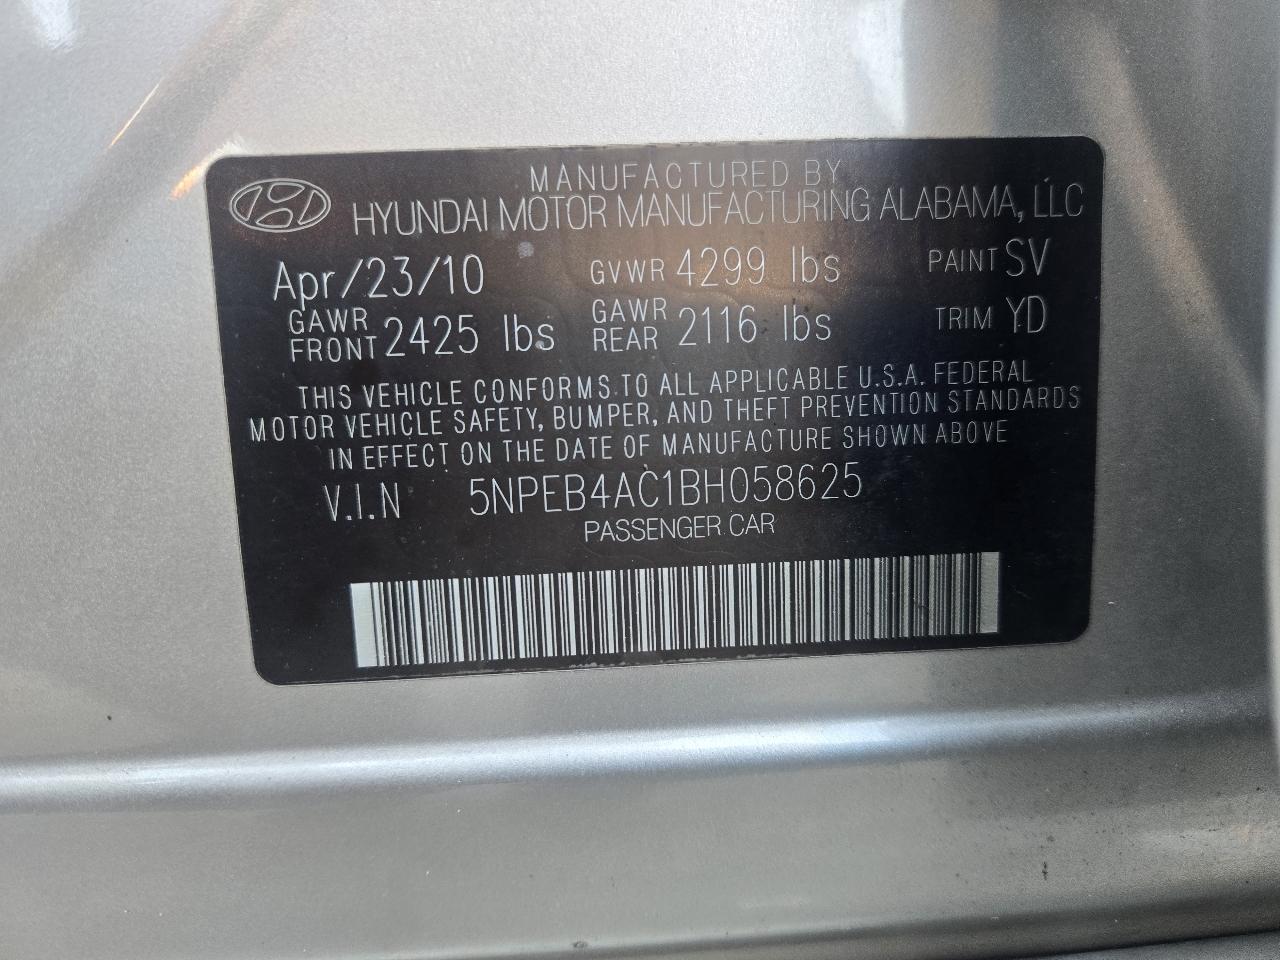 MANUFACTURED BY
HYUNDAI MOTOR MANUFACTURING ALABAMA, LLC
Apr/23/10 GVWR 4299 lbs PAINT SV
GAWR FRONT 2425 lbs GAWR REAR 2116 lbs TRIM YD
THIS VEHICLE CONFORMS TO ALL APPLICABLE U.S.A. FEDERAL
MOTOR VEHICLE SAFETY, BUMPER, AND THEFT PREVENTION STANDARDS
IN EFFECT ON THE DATE OF MANUFACTURE SHOWN ABOVE
V.I.N 5NPEB4AC1BH058625
PASSENGER CAR